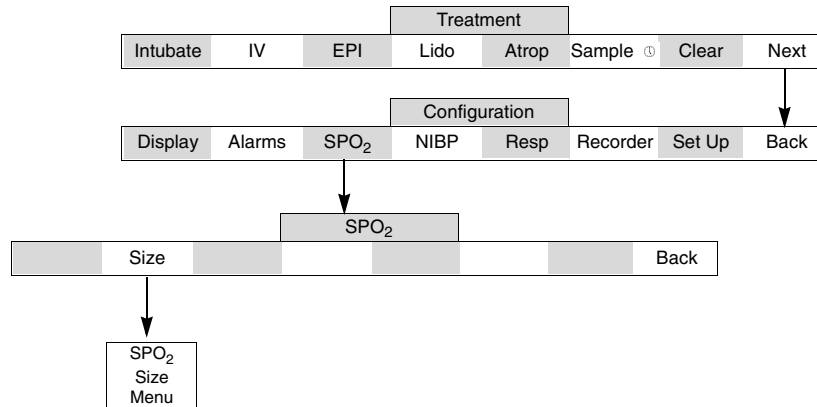 Treatment
Intubate IV EPI Lido Atrop Sample Clear Next
Configuration
Display Alarms SPO₂ NIBP Resp Recorder Set Up Back
SPO₂
Size Back
SPO₂
Size
Menu